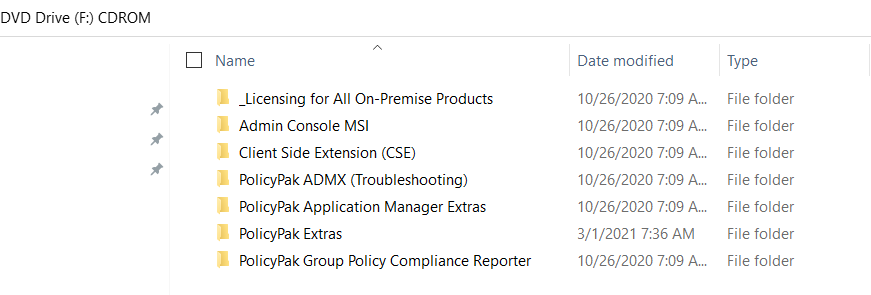 DVD Drive (F:) CDROM
Name Date modified Type
_Licensing for All On-Premise Products 10/26/2020 7:09 A... File folder
Admin Console MSI 10/26/2020 7:09 A... File folder
Client Side Extension (CSE) 10/26/2020 7:09 A... File folder
PolicyPak ADMX (Troubleshooting) 10/26/2020 7:09 A... File folder
PolicyPak Application Manager Extras 10/26/2020 7:09 A... File folder
PolicyPak Extras 3/1/2021 7:36 AM File folder
PolicyPak Group Policy Compliance Reporter 10/26/2020 7:09 A... File folder